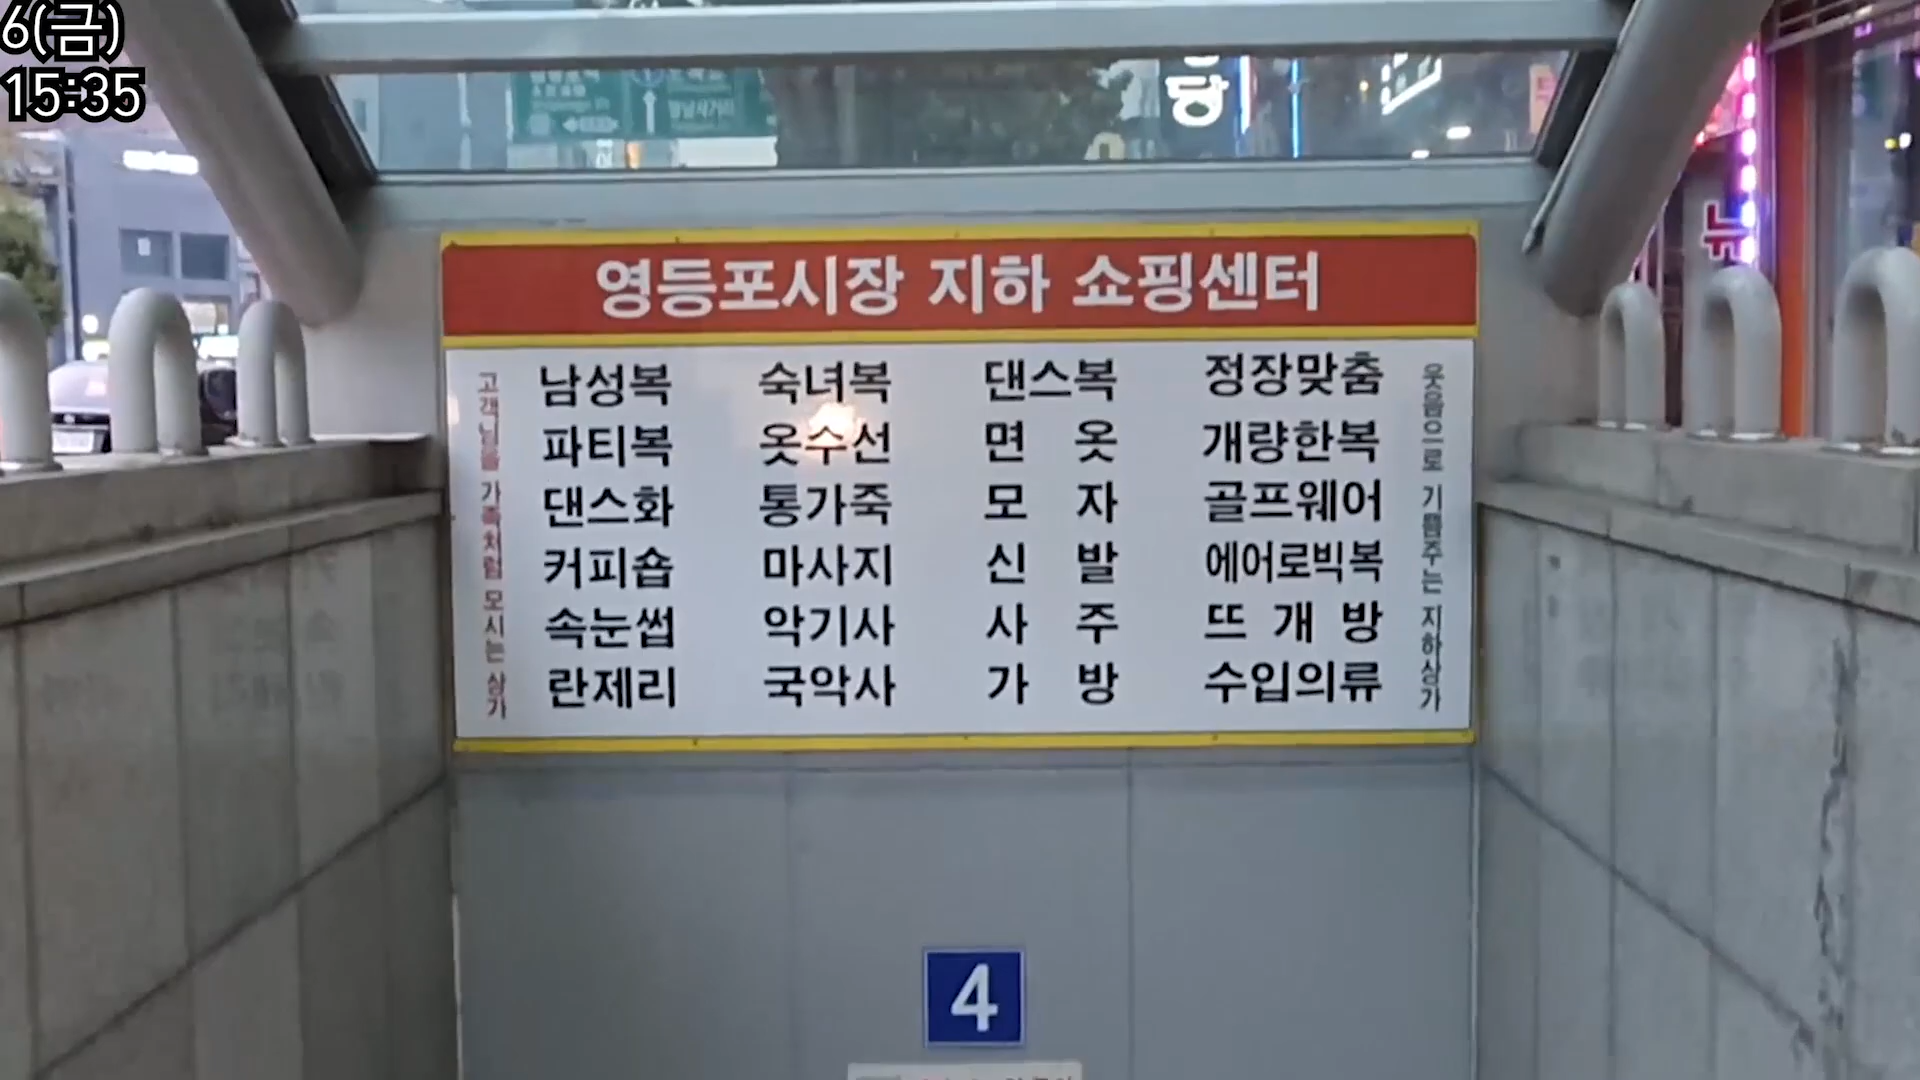 6(금)
15:35
당
뉴
영등포시장 지하 쇼핑센터
고객님을 가족처럼 모시는 상가
남성복 숙녀복 댄스복 정장맞춤
파티복 옷수선 면 옷 개량한복
댄스화 통가죽 모 자 골프웨어
커피숍 마사지 신 발 에어로빅복
속눈썹 악기사 사 주 뜨 개 방
란제리 국악사 가 방 수입의류
웃음으로 기쁨주는 지하상가
4